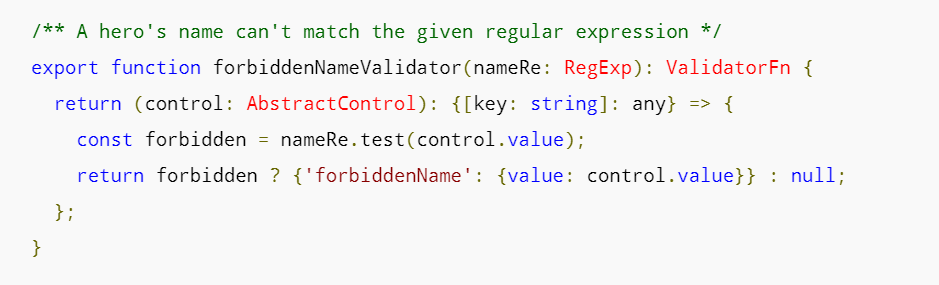 /** A hero's name can't match the given regular expression */
export function forbiddenNameValidator(nameRe: RegExp): ValidatorFn {
return (control: AbstractControl): {[key: string]: any} => {
const forbidden = nameRe.test(control.value);
return forbidden ? {'forbiddenName': {value: control.value}} : null;
};
}